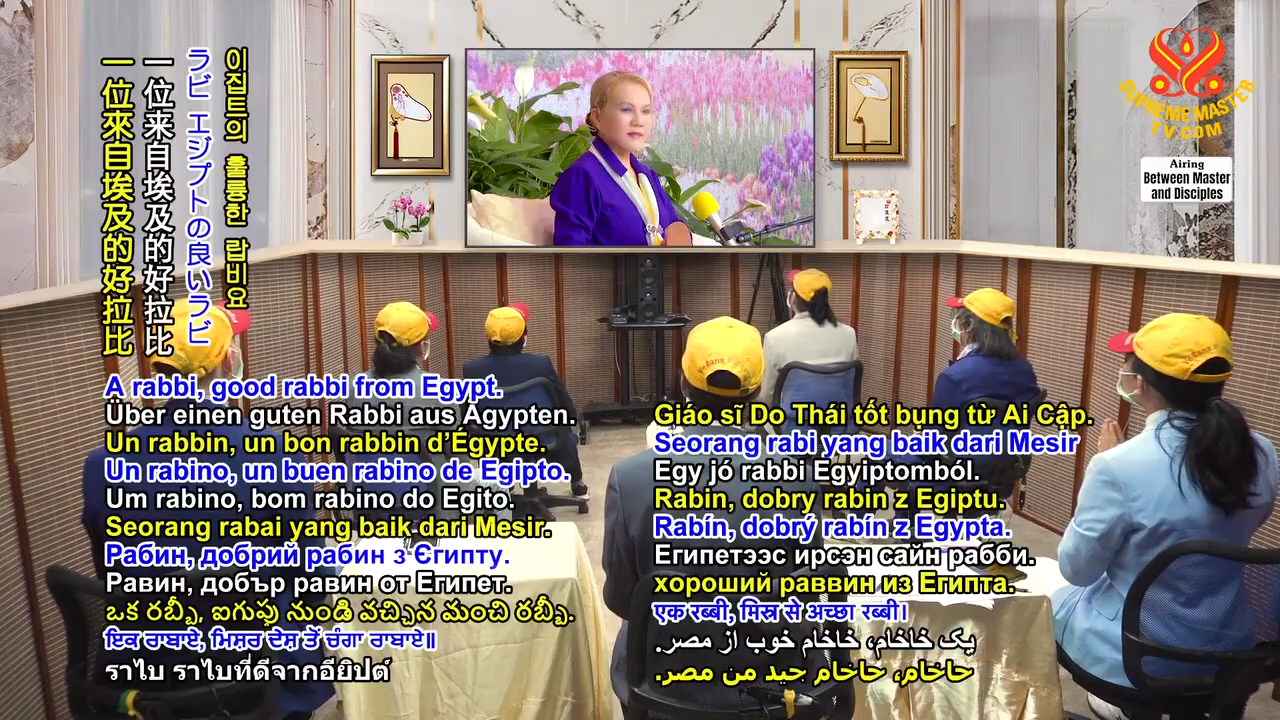 이집트의 훌륭한 랍비요
ラビ エジプトの良いラビ
一位来自埃及的好拉比
一位來自埃及的好拉比
A rabbi, good rabbi from Egypt.
Über einen guten Rabbi aus Ägypten.
Un rabbin, un bon rabbin d’Égypte.
Un rabino, un buen rabino de Egipto.
Um rabino, bom rabino do Egito.
Seorang rabai yang baik dari Mesir.
Рабин, добрий рабин з Єгипту.
Равин, добър равин от Египет.
ఒక రబ్బీ, ఐగుప్తు నుండి వచ్చిన మంచి రబ్బీ.
ਇਕ ਰਾਬਾਏ, ਮਿਸ਼ਰ ਦੇਸ਼ ਤੋਂ ਚੰਗਾ ਰਾਬਾਏ॥
ราไบ ราไบที่ดีจากอียิปต์
Giáo sĩ Do Thái tốt bụng từ Ai Cập.
Seorang rabi yang baik dari Mesir
Egy jó rabbi Egyiptomból.
Rabin, dobry rabin z Egiptu.
Rabín, dobrý rabín z Egypta.
Египетээс ирсэн сайн рабби.
хороший раввин из Египта.
एक रब्बी, मिस्र से अच्छा रब्बी।
یک خاخام، خاخام خوب از مصر.
حاخام، حاخام جيد من مصر.
SUPREME MASTER
TV.COM
Airing
Between Master
and Disciples